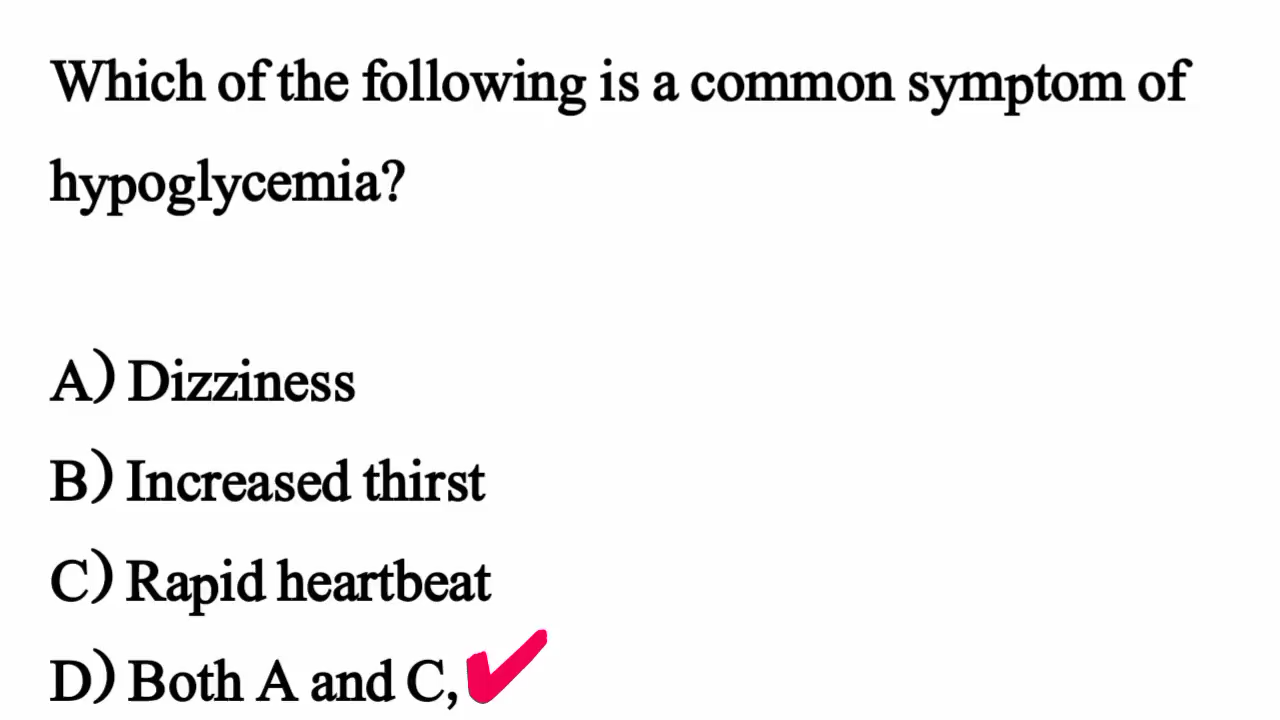 Which of the following is a common symptom of
hypoglycemia?
A) Dizziness
B) Increased thirst
C) Rapid heartbeat
D) Both A and C,